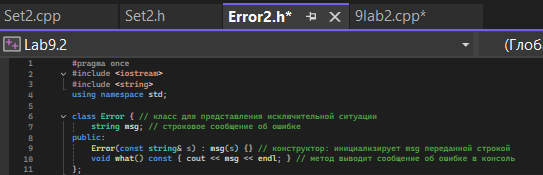 Set2.cpp Set2.h Error2.h* 9lab2.cpp*
Lab9.2 (Глоб
1 #pragma once
2 #include <iostream>
3 #include <string>
4 using namespace std;
5
6 class Error { // класс для представления исключительной ситуации
7 string msg; // строковое сообщение об ошибке
8 public:
9 Error(const string& s) : msg(s) {} // конструктор: инициализирует msg переданной строкой
10 void what() const { cout << msg << endl; } // метод выводит сообщение об ошибке в консоль
11 };